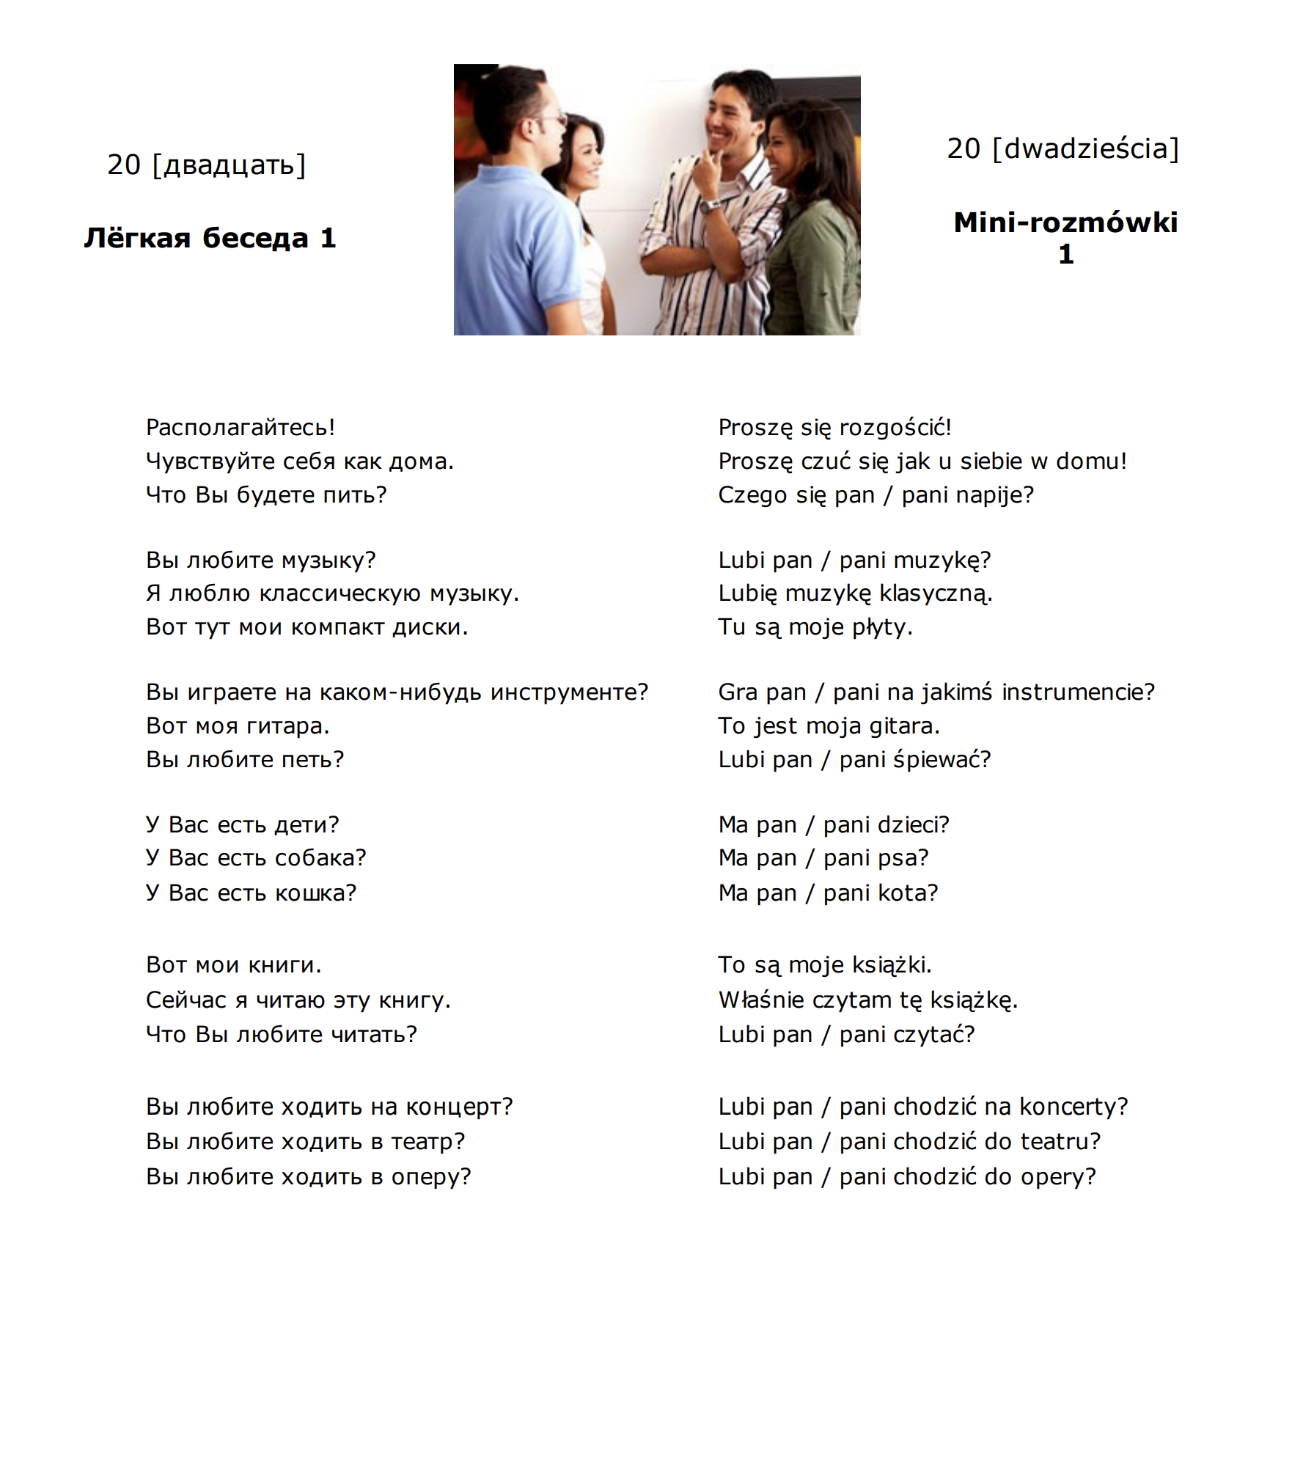 20 [двадцать]
Лёгкая беседа 1
20 [dwadzieścia]
Mini-rozmówki
1
Располагайтесь!
Чувствуйте себя как дома.
Что Вы будете пить?
Вы любите музыку?
Я люблю классическую музыку.
Вот тут мои компакт диски.
Вы играете на каком-нибудь инструменте?
Вот моя гитара.
Вы любите петь?
У Вас есть дети?
У Вас есть собака?
У Вас есть кошка?
Вот мои книги.
Сейчас я читаю эту книгу.
Что Вы любите читать?
Вы любите ходить на концерт?
Вы любите ходить в театр?
Вы любите ходить в оперу?
Proszę się rozgościć!
Proszę czuć się jak u siebie w domu!
Czego się pan / pani napije?
Lubi pan / pani muzykę?
Lubię muzykę klasyczną.
Tu są moje płyty.
Gra pan / pani na jakimś instrumencie?
To jest moja gitara.
Lubi pan / pani śpiewać?
Ma pan / pani dzieci?
Ma pan / pani psa?
Ma pan / pani kota?
To są moje książki.
Właśnie czytam tę książkę.
Lubi pan / pani czytać?
Lubi pan / pani chodzić na koncerty?
Lubi pan / pani chodzić do teatru?
Lubi pan / pani chodzić do opery?